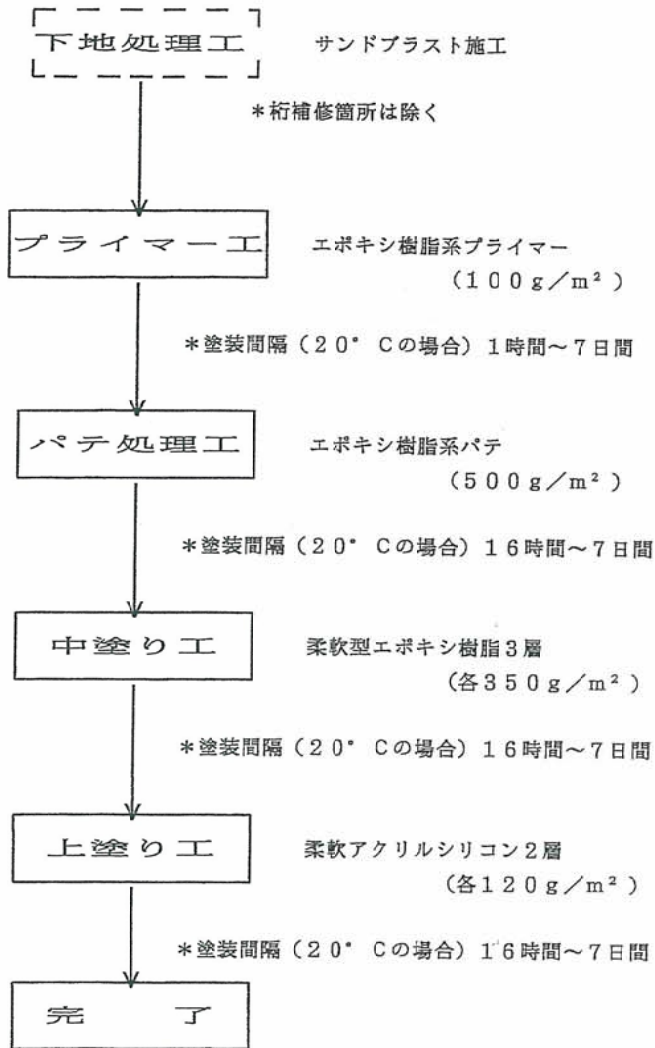 下地処理工 サンドブラスト施工
＊桁補修箇所は除く
プライマー工 エポキシ樹脂系プライマー
（１００ｇ／ｍ²）
＊塗装間隔（２０°Ｃの場合）１時間～７日間
パテ処理工 エポキシ樹脂系パテ
（５００ｇ／ｍ²）
＊塗装間隔（２０°Ｃの場合）１６時間～７日間
中塗り工 柔軟型エポキシ樹脂３層
（各３５０ｇ／ｍ²）
＊塗装間隔（２０°Ｃの場合）１６時間～７日間
上塗り工 柔軟アクリルシリコン２層
（各１２０ｇ／ｍ²）
＊塗装間隔（２０°Ｃの場合）１６時間～７日間
完 了